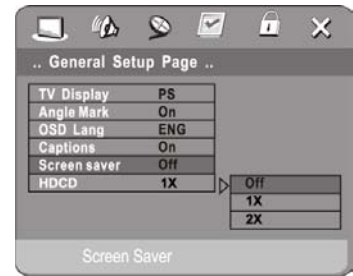 .. General Setup Page ..
TV Display PS
Angle Mark On
OSD Lang ENG
Captions On
Screen saver Off
HDCD 1X Off
1X
2X
Screen Saver